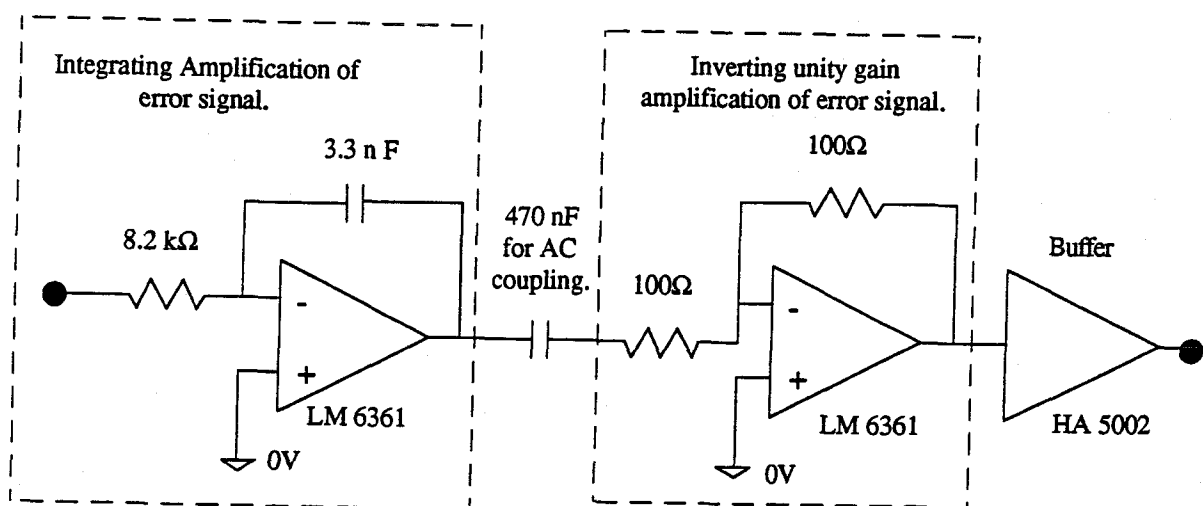 Integrating Amplification of
error signal.
3.3 n F
8.2 kΩ
-
+
LM 6361
0V
470 nF
for AC
coupling.
Inverting unity gain
amplification of error signal.
100Ω
100Ω
-
+
LM 6361
0V
Buffer
HA 5002